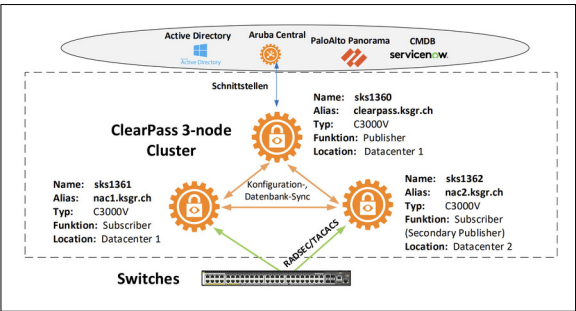 Active Directory
Aruba Central
PaloAlto Panorama
CMDB
Active Directory
servicenow.
Schnittstellen
ClearPass 3-node
Cluster
Name: sks1360
Alias: clearpass.ksgr.ch
Typ: C3000V
Funktion: Publisher
Location: Datacenter 1
Name: sks1361
Alias: nac1.ksgr.ch
Typ: C3000V
Funktion: Subscriber
Location: Datacenter 1
Konfiguration-,
Datenbank-Sync
Name: sks1362
Alias: nac2.ksgr.ch
Typ: C3000V
Funktion: Subscriber
(Secondary Publisher)
Location: Datacenter 2
RADSEC/TACACS
Switches